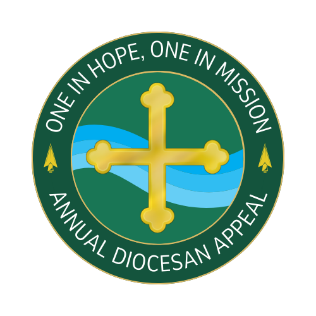 ONE IN HOPE, ONE IN MISSION
ANNUAL DIOCESAN APPEAL